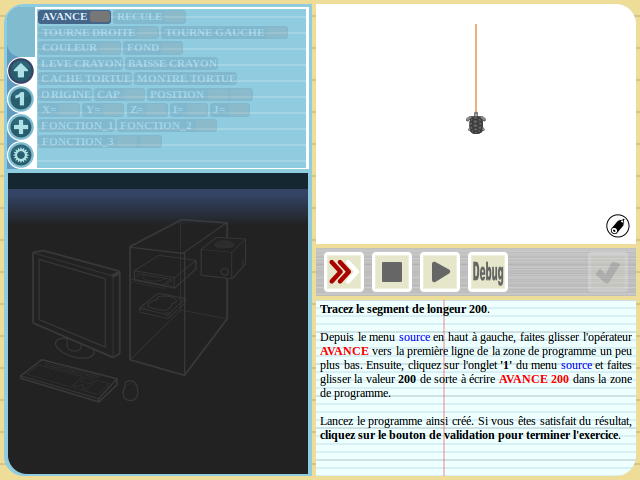 AVANCE RECULE
TOURNE DROITE TOURNE GAUCHE
COULEUR FOND
LEVE CRAYON BAISSE CRAYON
CACHE TORTUE MONTRE TORTUE
ORIGINE CAP POSITION
X= Y= Z= I= J=
FONCTION_1 FONCTION_2
FONCTION_3
1
Debug
Tracez le segment de longeur 200.
Depuis le menu source en haut à gauche, faites glisser l'opérateur
AVANCE vers la première ligne de la zone de programme un peu
plus bas. Ensuite, cliquez sur l'onglet '1' du menu source et faites
glisser la valeur 200 de sorte à écrire AVANCE 200 dans la zone
de programme.
Lancez le programme ainsi créé. Si vous êtes satisfait du résultat,
cliquez sur le bouton de validation pour terminer l'exercice.